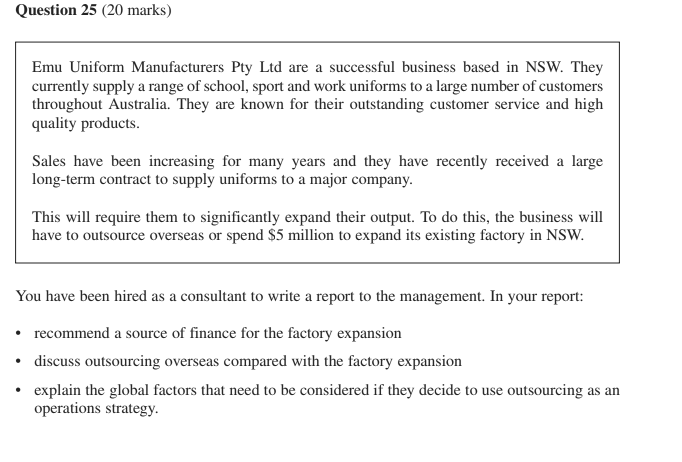 Question 25 (20 marks)
Emu Uniform Manufacturers Pty Ltd are a successful business based in NSW. They
currently supply a range of school, sport and work uniforms to a large number of customers
throughout Australia. They are known for their outstanding customer service and high
quality products.
Sales have been increasing for many years and they have recently received a large
long-term contract to supply uniforms to a major company.
This will require them to significantly expand their output. To do this, the business will
have to outsource overseas or spend $5 million to expand its existing factory in NSW.
You have been hired as a consultant to write a report to the management. In your report:
• recommend a source of finance for the factory expansion
• discuss outsourcing overseas compared with the factory expansion
• explain the global factors that need to be considered if they decide to use outsourcing as an
operations strategy.